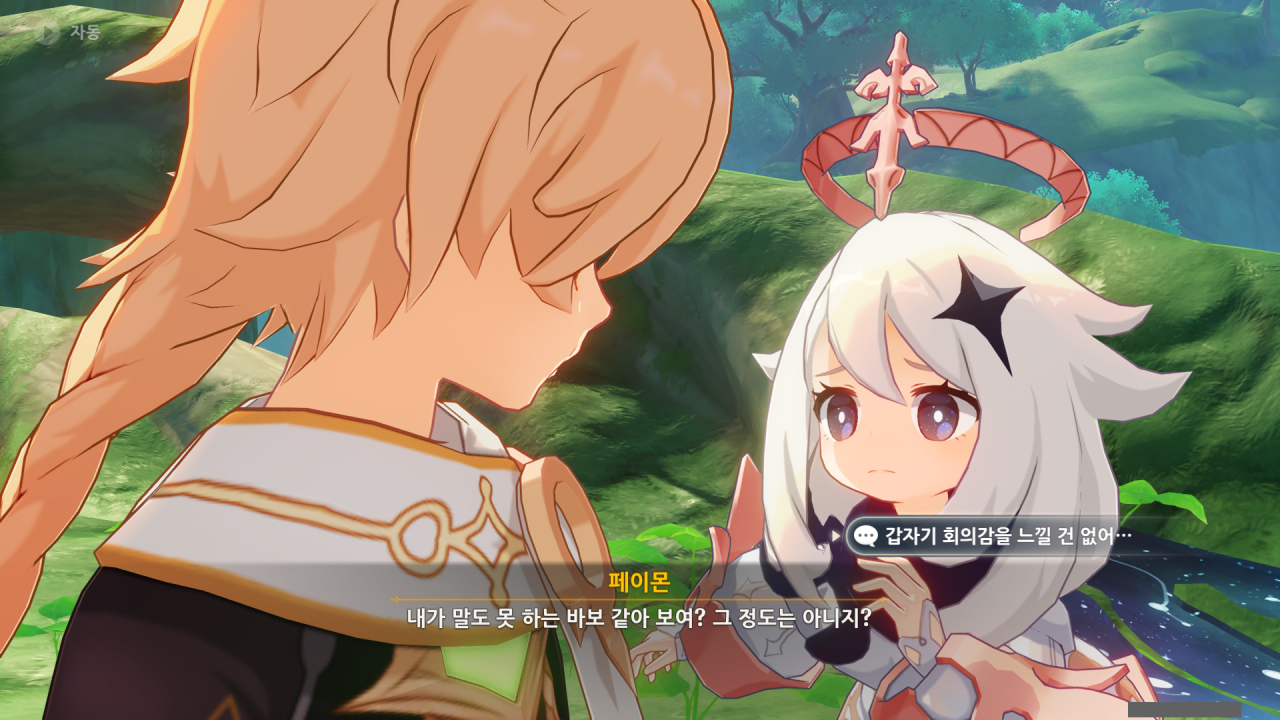 자동
갑자기 회의감을 느낄 건 없어…
페이몬
내가 말도 못 하는 바보 같아 보여? 그 정도는 아니지?